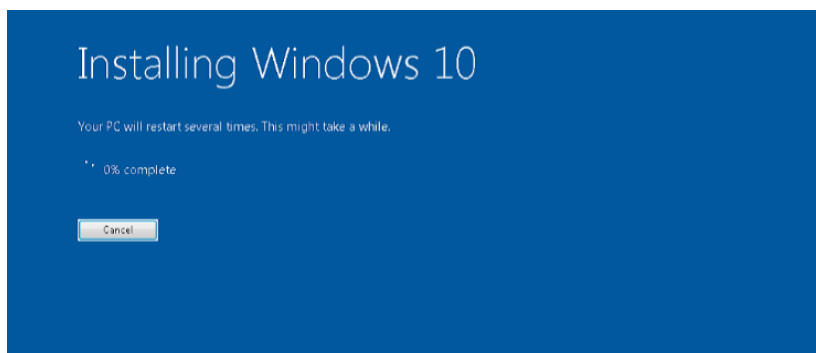 Installing Windows 10
Your PC will restart several times. This might take a while.
0% complete
Cancel